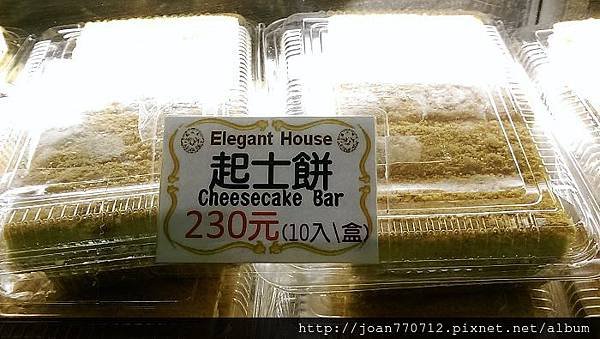 Elegant House
起士餅
Cheesecake Bar
230元(10入\盒)
http://joan770712.pixnet.net/album